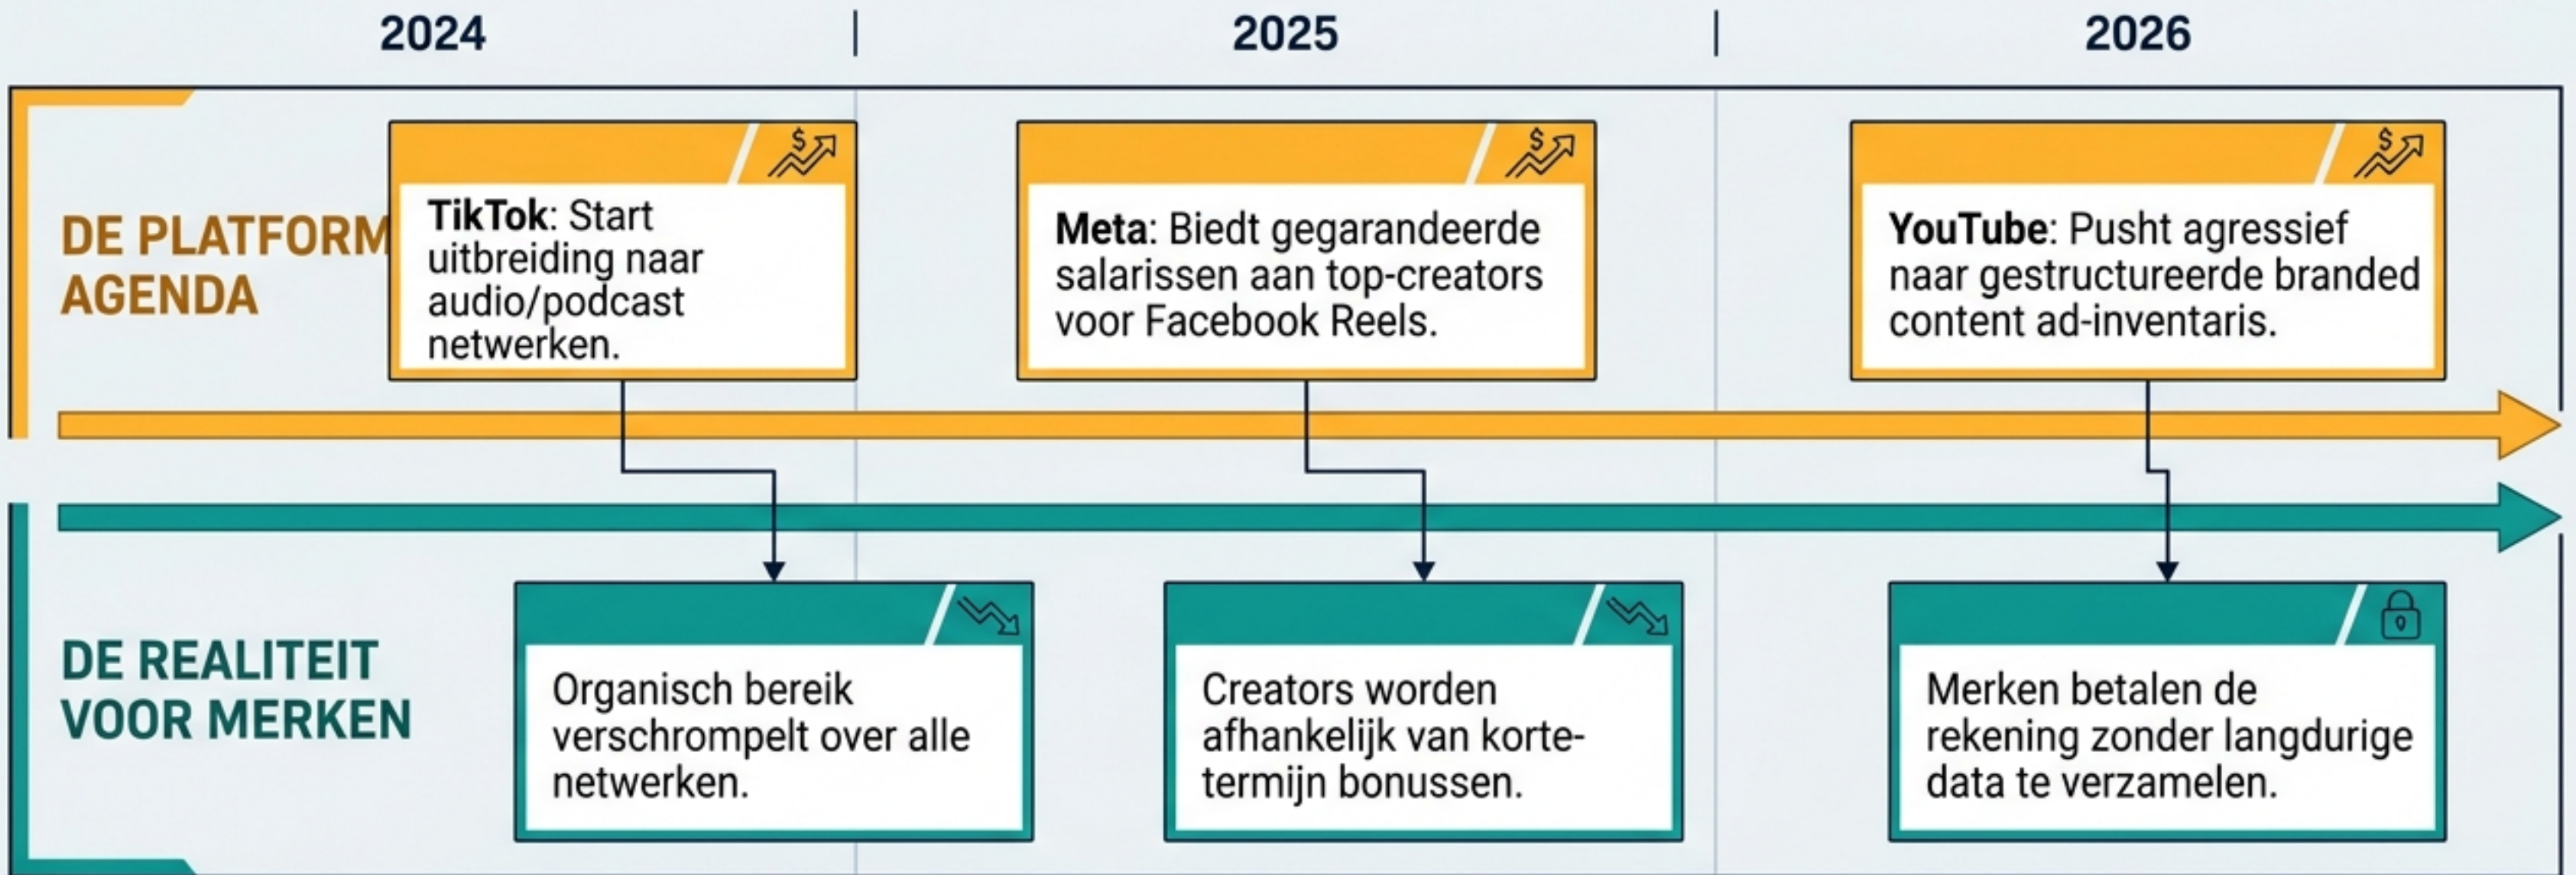 2024
2025
2026
DE PLATFORM
AGENDA
TikTok: Start
uitbreiding naar
audio/podcast
netwerken.
Meta: Biedt gegarandeerde
salarissen aan top-creators
voor Facebook Reels.
YouTube: Pusht agressief
naar gestructureerde branded
content ad-inventaris.
DE REALITEIT
VOOR MERKEN
Organisch bereik
verschrompelt over alle
netwerken.
Creators worden
afhankelijk van korte-
termijn bonussen.
Merken betalen de
rekening zonder langdurige
data te verzamelen.